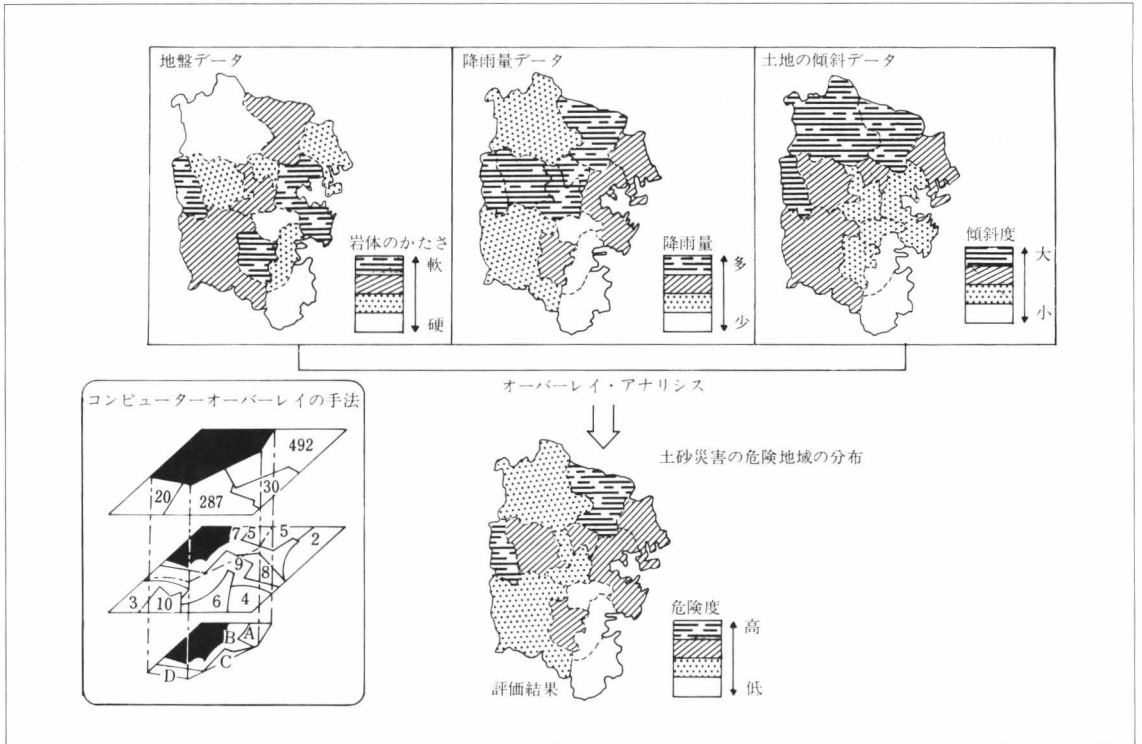 地盤データ
岩体のかたさ
軟
硬
降雨量データ
降雨量
多
少
土地の傾斜データ
傾斜度
大
小
オーバーレイ・アナリシス
コンピューターオーバーレイの手法
492
20
287
30
7
5
5
2
9
8
3
10
6
4
B
A
C
D
土砂災害の危険地域の分布
危険度
高
低
評価結果